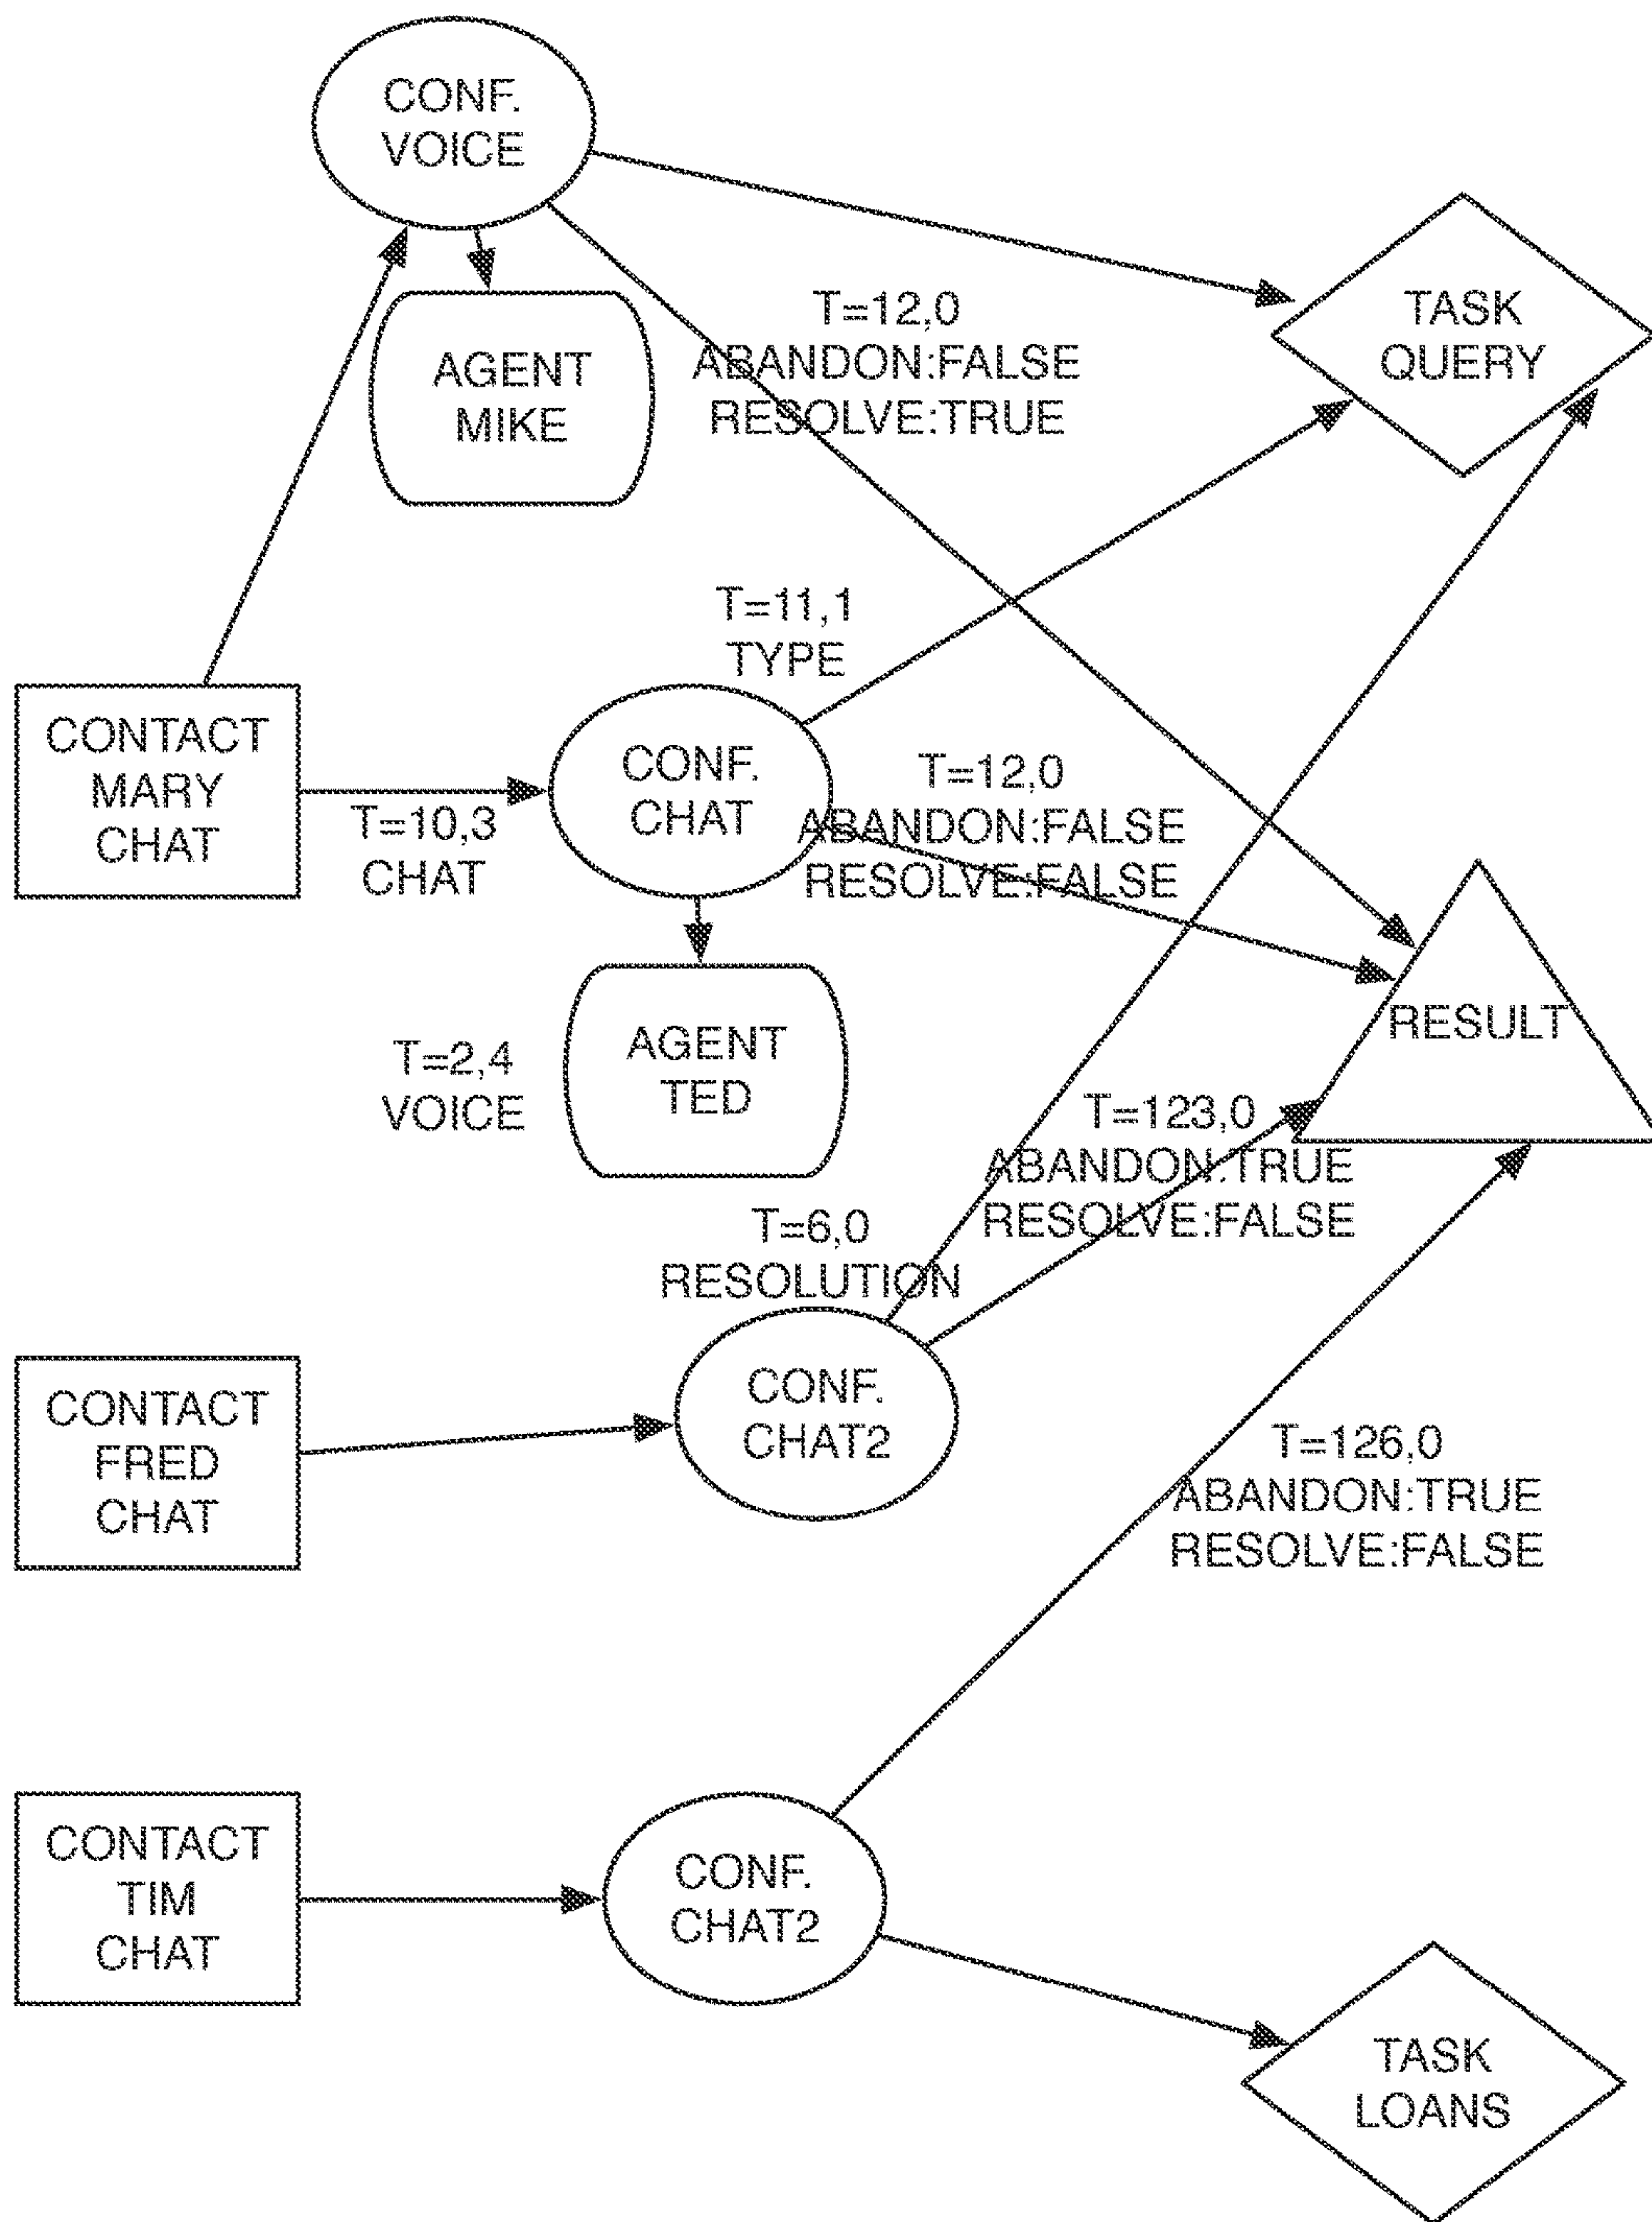 CONF.
VOICE
T=12,0
ABANDON:FALSE
RESOLVE:TRUE
TASK
QUERY
AGENT
MIKE
T=11,1
TYPE
CONTACT
MARY
CHAT
T=10,3
CHAT
CONF.
CHAT
T=12,0
ABANDON:FALSE
RESOLVE:FALSE
RESULT
T=2,4
VOICE
AGENT
TED
T=123,0
ABANDON:TRUE
RESOLVE:FALSE
T=6,0
RESOLUTION
CONTACT
FRED
CHAT
CONF.
CHAT2
T=126,0
ABANDON:TRUE
RESOLVE:FALSE
CONTACT
TIM
CHAT
CONF.
CHAT2
TASK
LOANS